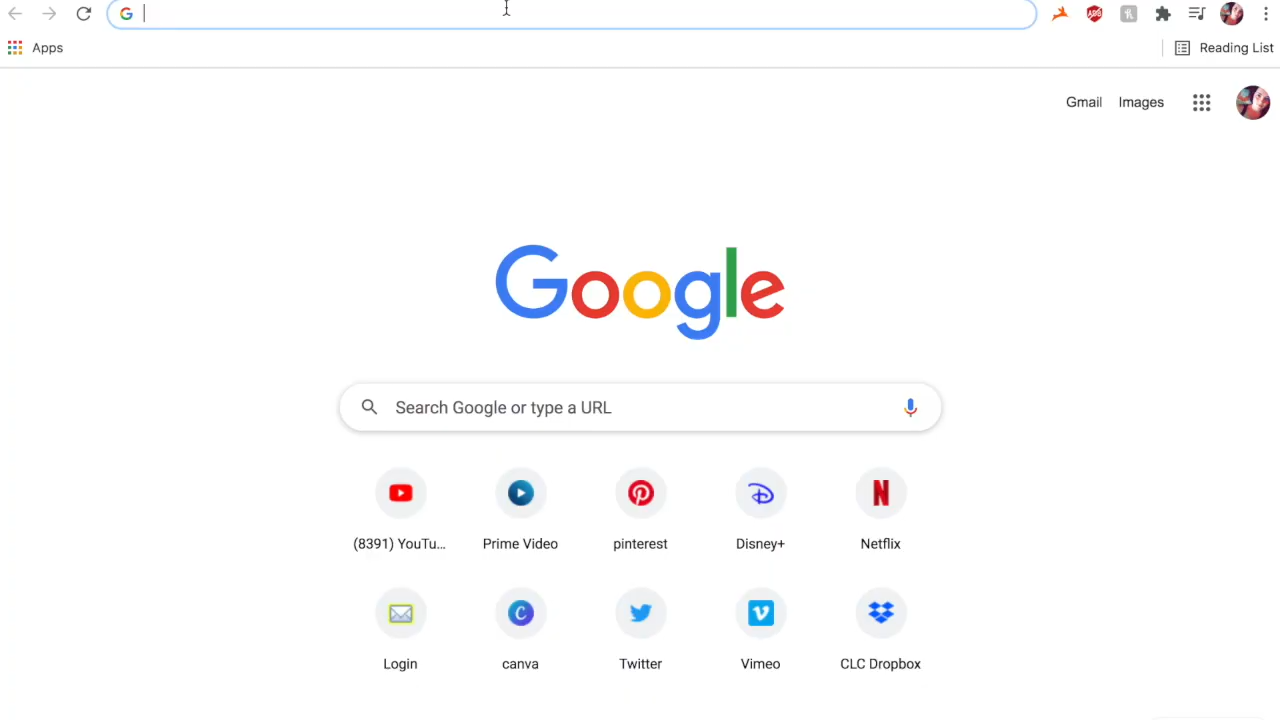 Apps
Reading List
Gmail Images
Google
Search Google or type a URL
(8391) YouTu... Prime Video pinterest Disney+ Netflix
Login canva Twitter Vimeo CLC Dropbox